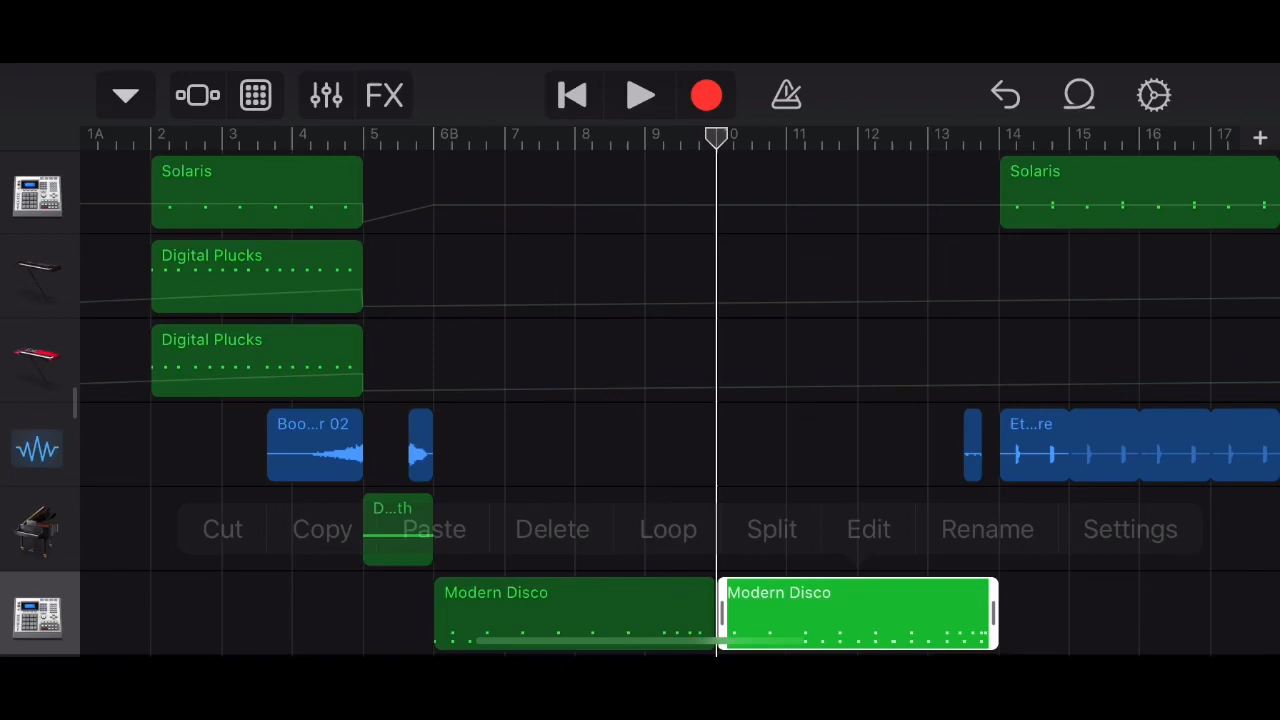 FX
1A 2 3 4 5 6B 7 8 9 0 11 12 13 14 15 16 17 +
Solaris Solaris
Digital Plucks
Digital Plucks
Boo...r 02 Et...re
D...th
Cut Copy Paste Delete Loop Split Edit Rename Settings
Modern Disco Modern Disco